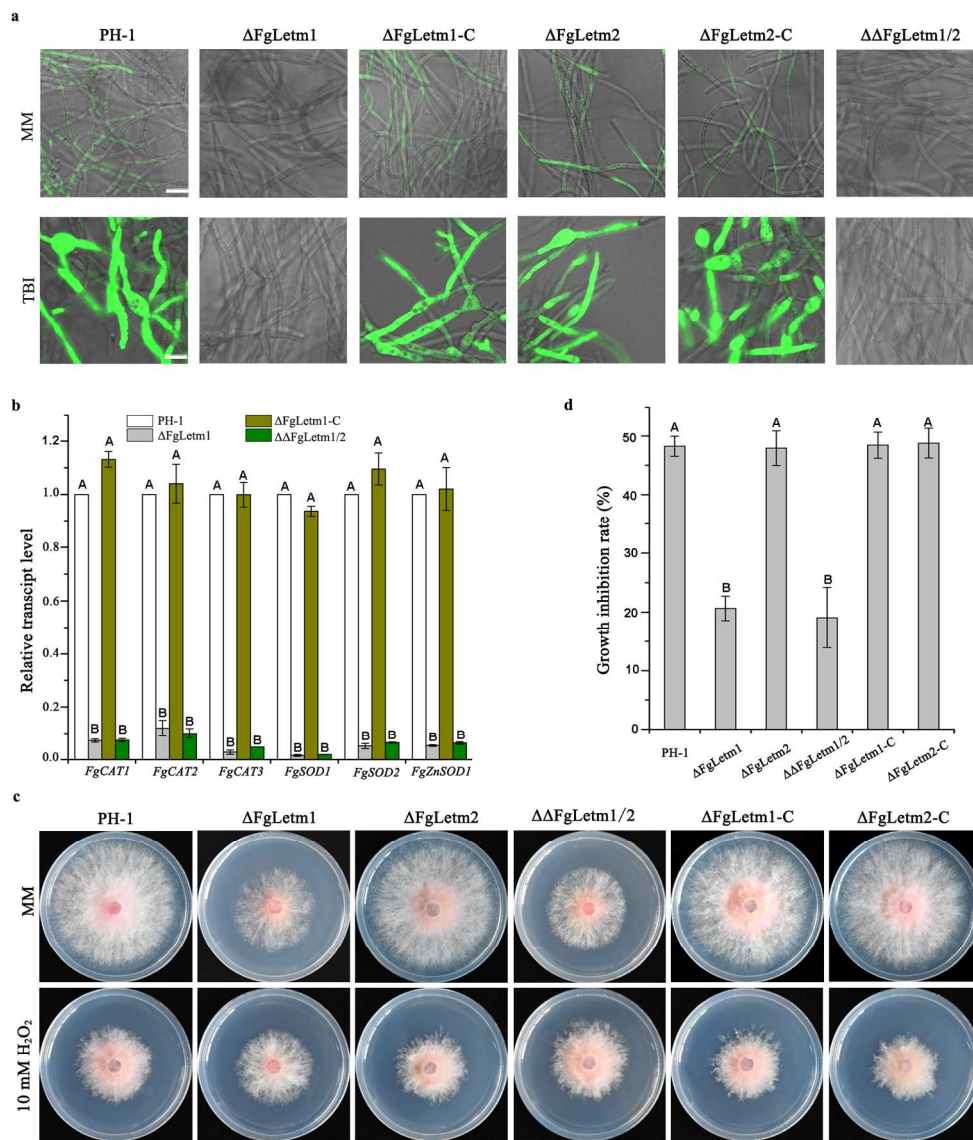 a
PH-1 ΔFgLetm1 ΔFgLetm1-C ΔFgLetm2 ΔFgLetm2-C ΔΔFgLetm1/2
MM
TBI
b
PH-1 ΔFgLetm1-C
ΔFgLetm1 ΔΔFgLetm1/2
Relative transcipt level
1.2
1.0
0.8
0.6
0.4
0.2
0.0
A A A A A A A A A A A A
B B B B B B B B B B B B
FgCAT1 FgCAT2 FgCAT3 FgSOD1 FgSOD2 FgZnSOD1
d
Growth inhibition rate (%)
50
50
40
30
20
10
0
A B A B A A
PH-1 ΔFgLetm1 ΔFgLetm2 ΔΔFgLetm1/2 ΔFgLetm1-C ΔFgLetm2-C
c
PH-1 ΔFgLetm1 ΔFgLetm2 ΔΔFgLetm1/2 ΔFgLetm1-C ΔFgLetm2-C
MM
10 mM H₂O₂